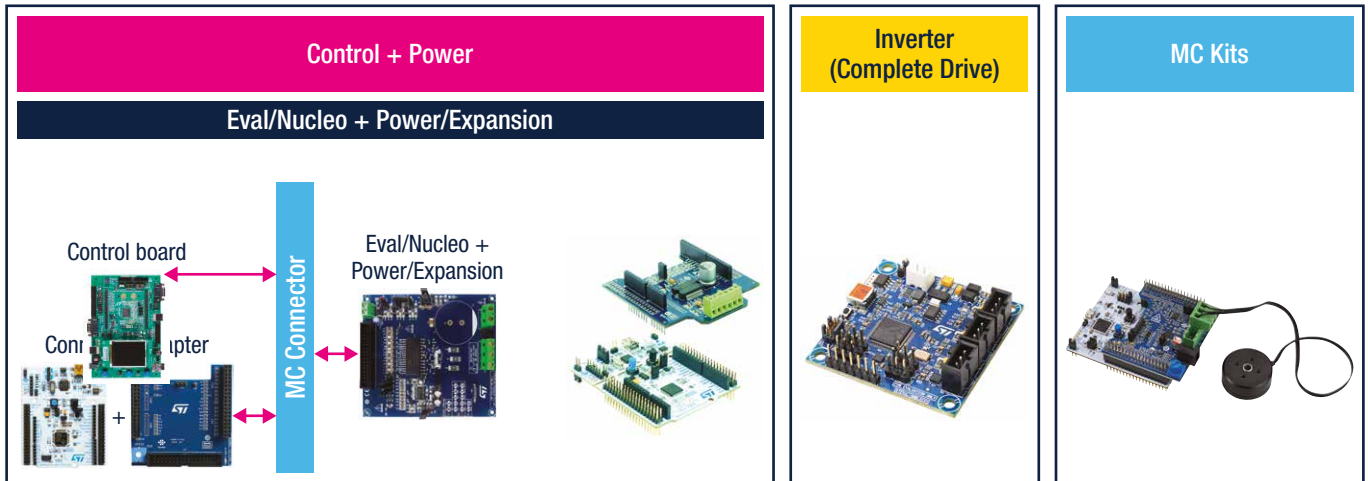 Control + Power
Eval/Nucleo + Power/Expansion
Control board
Conn
apter
+
MC Connector
Eval/Nucleo +
Power/Expansion
ST
Inverter
(Complete Drive)
MC Kits